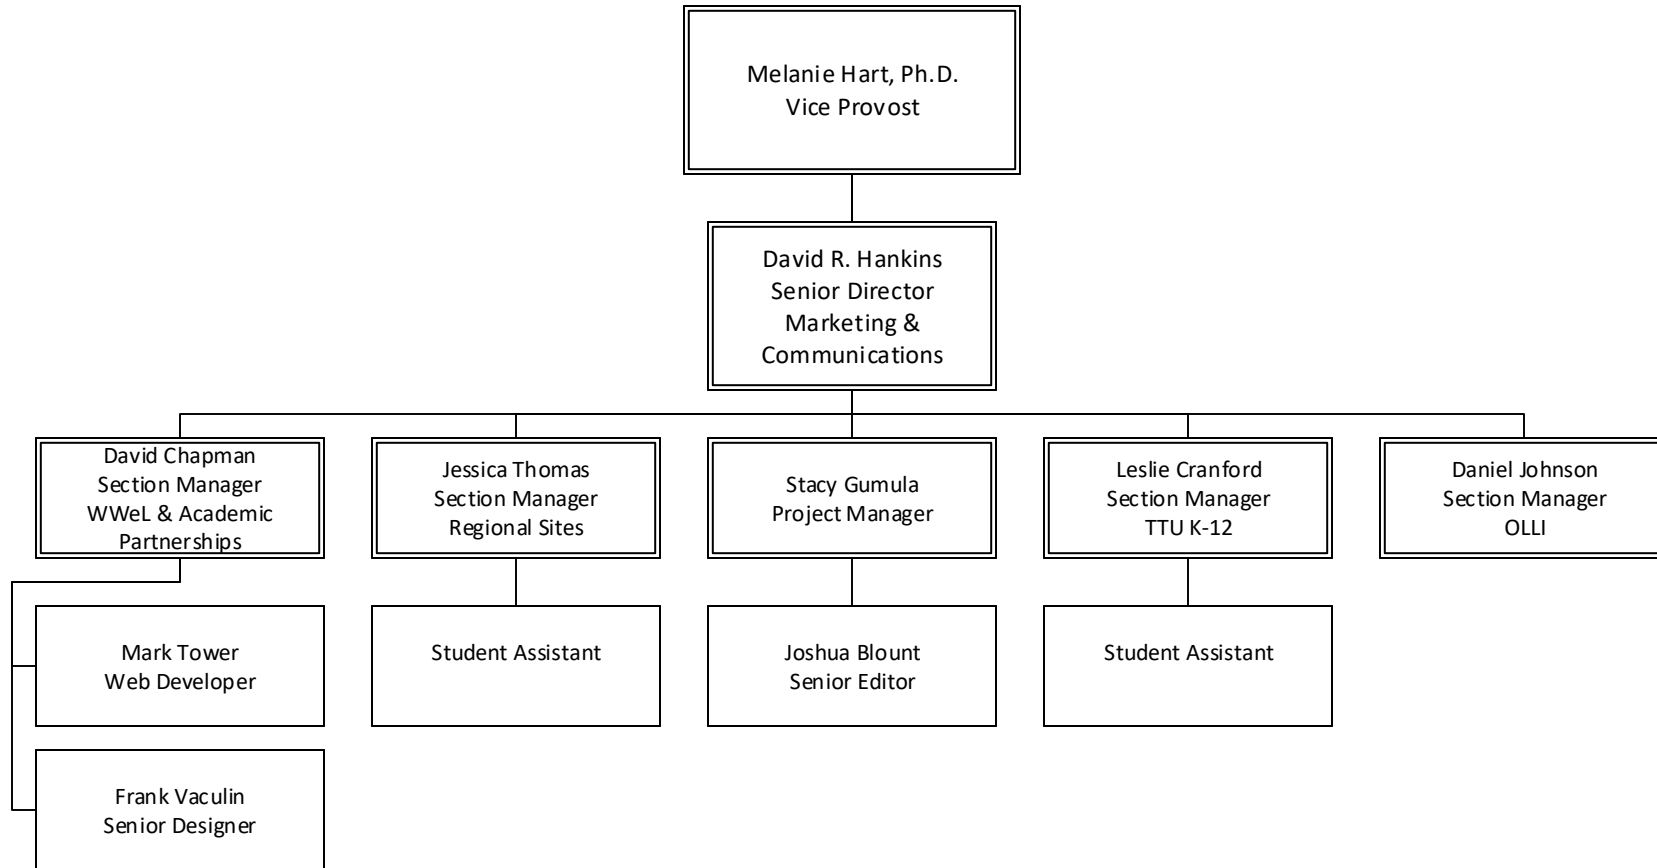 Melanie Hart, Ph.D.
Vice Provost
David R. Hankins
Senior Director
Marketing &
Communications
David Chapman
Section Manager
WWeL & Academic
Partnerships
Jessica Thomas
Section Manager
Regional Sites
Stacy Gumula
Project Manager
Leslie Cranford
Section Manager
TTU K-12
Daniel Johnson
Section Manager
OLLI
Mark Tower
Web Developer
Student Assistant
Joshua Blount
Senior Editor
Student Assistant
Frank Vaculin
Senior Designer